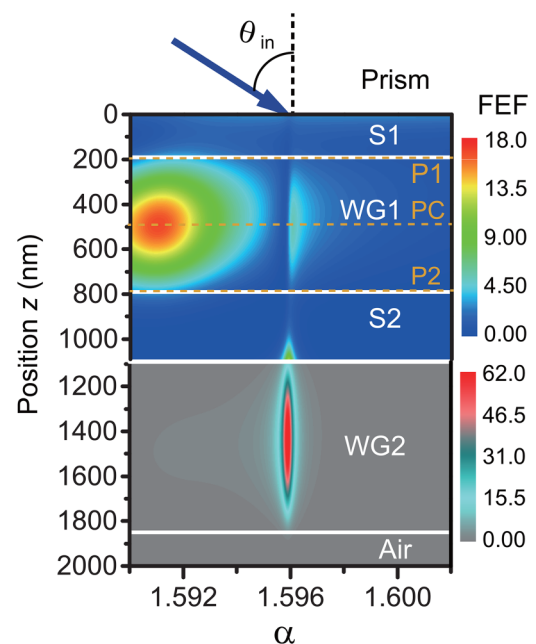 θin
Prism
FEF
0
200
400
600
800
1000
1200
1400
1600
1800
2000
Position z (nm)
S1
P1
WG1
PC
P2
S2
WG2
Air
18.0
13.5
9.00
4.50
0.00
62.0
46.5
31.0
15.5
0.00
1.592
1.596
1.600
α